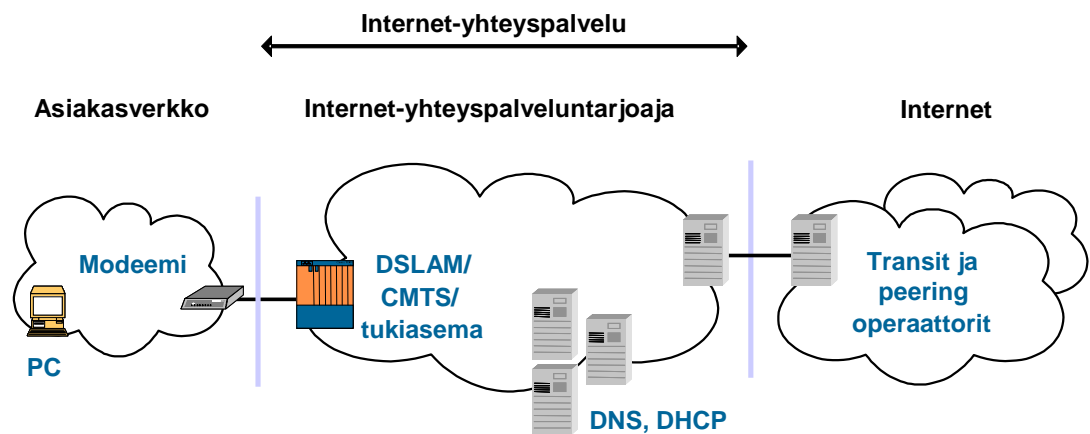 Internet-yhteyspalvelu
Asiakasverkko
Internet-yhteyspalveluntarjoaja
Internet
Modeemi
PC
DSLAM/
CMTS/
tukiasema
DNS, DHCP
Transit ja
peering
operaattorit